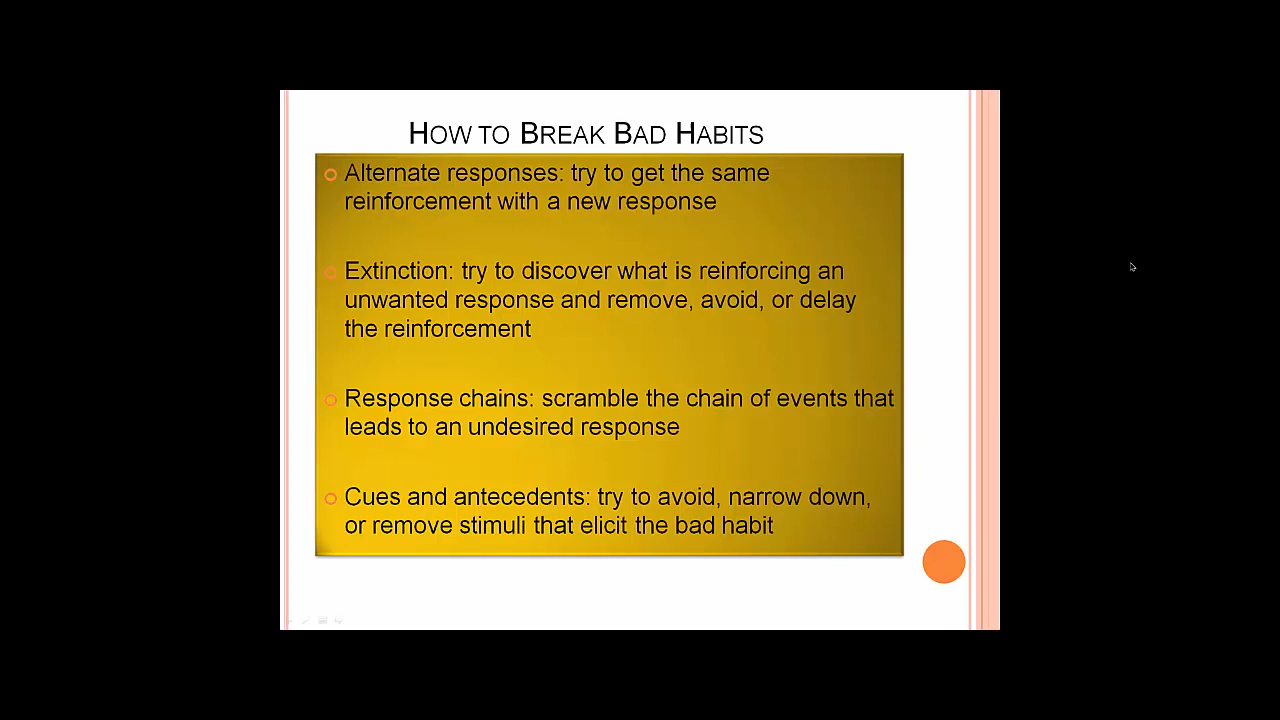 HOW TO BREAK BAD HABITS
Alternate responses: try to get the same
reinforcement with a new response
Extinction: try to discover what is reinforcing an
unwanted response and remove, avoid, or delay
the reinforcement
Response chains: scramble the chain of events that
leads to an undesired response
Cues and antecedents: try to avoid, narrow down,
or remove stimuli that elicit the bad habit